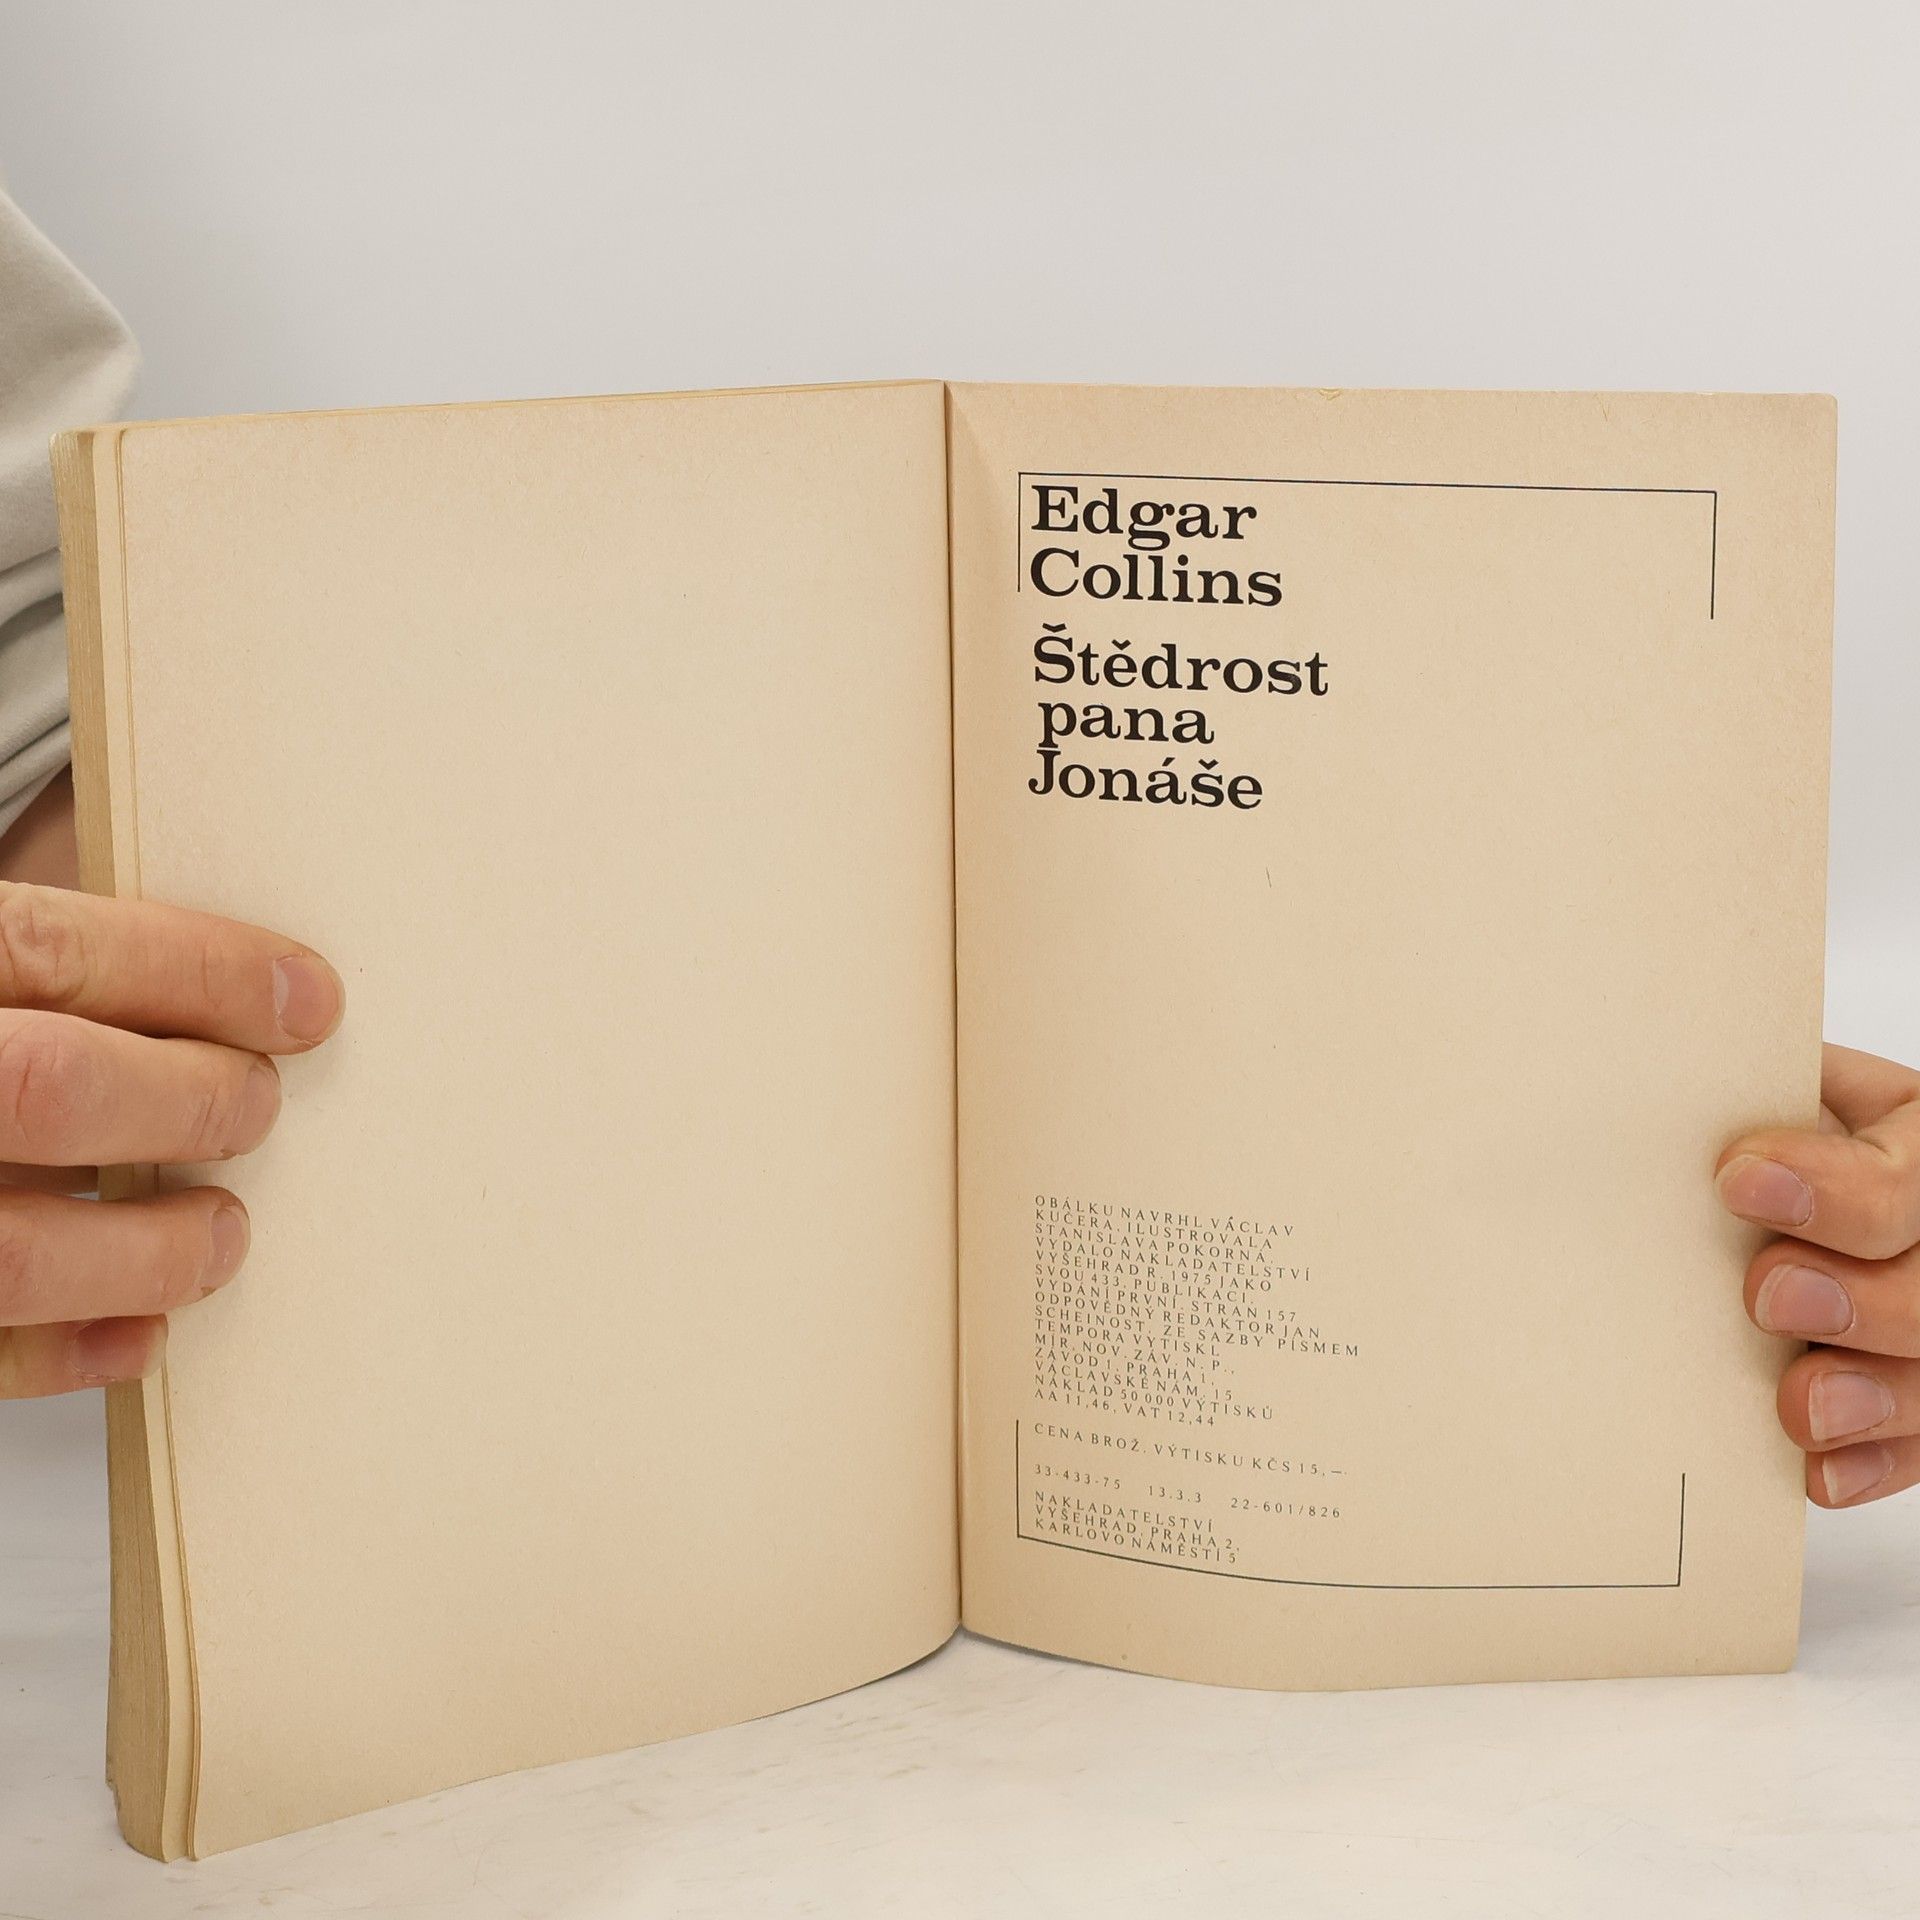 Edgar
Collins
Štědrost
pana
Jonáše
OBÁLKU NAVRHL VÁCLAV
KUČERA. ILUSTROVALA
STANISLAVA POKORNÁ.
VYDALO NAKLADATELSTVÍ
VYŠEHRAD R. 1975 JAKO
SVOU 433. PUBLIKACI.
VYDÁNÍ PRVNÍ. STRAN 157
ODPOVĚDNÝ REDAKTOR JAN
SCHEINOST. ZE SAZBY PÍSMEM
TEMPORA VYTISKL
MÍR, NOV. ZÁV. N. P.,
ZÁVOD 1, PRAHA 1,
VÁCLAVSKÉ NÁM. 15
NÁKLAD 50 000 VÝTISKŮ
AA 11,46, VAT 12,44
CENA BROŽ. VÝTISKU KČS 15,—.
33-433-75 13.3.3 22-601/826
NAKLADATELSTVÍ
VYŠEHRAD, PRAHA 2,
KARLOVO NÁMĚSTÍ 5